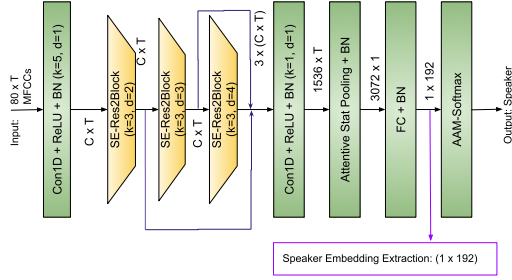 Input: | 80 x T
MFCCs
Con1D + ReLU + BN (k=5, d=1)
C x T
SE-Res2Block
(k=3, d=2)
C x T
SE-Res2Block
(k=3, d=3)
C x T
SE-Res2Block
(k=3, d=4)
3 x (C x T)
Con1D + ReLU + BN (k=1, d=1)
1536 x T
Attentive Stat Pooling + BN
3072 x 1
FC + BN
1 x 192
AAM-Softmax
Output: Speaker
Speaker Embedding Extraction: (1 x 192)